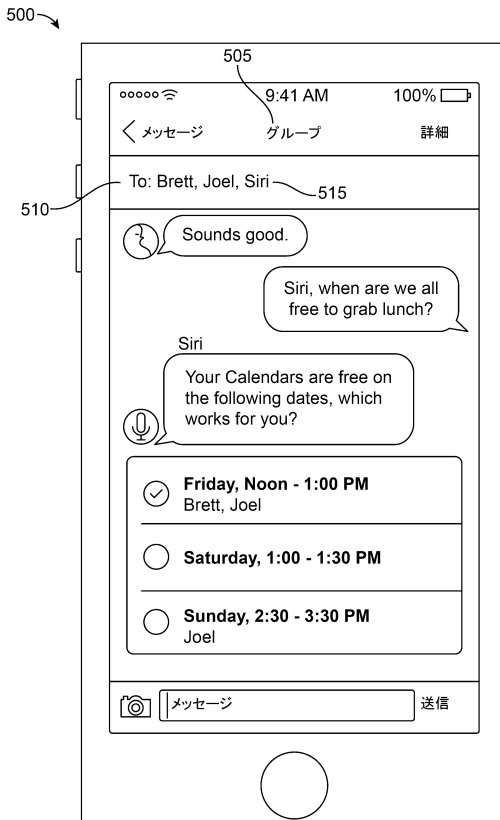 500
505
9:41 AM 100%
メッセージ グループ 詳細
To: Brett, Joel, Siri
510
515
Sounds good.
Siri, when are we all
free to grab lunch?
Siri
Your Calendars are free on
the following dates, which
works for you?
Friday, Noon - 1:00 PM
Brett, Joel
Saturday, 1:00 - 1:30 PM
Sunday, 2:30 - 3:30 PM
Joel
メッセージ 送信